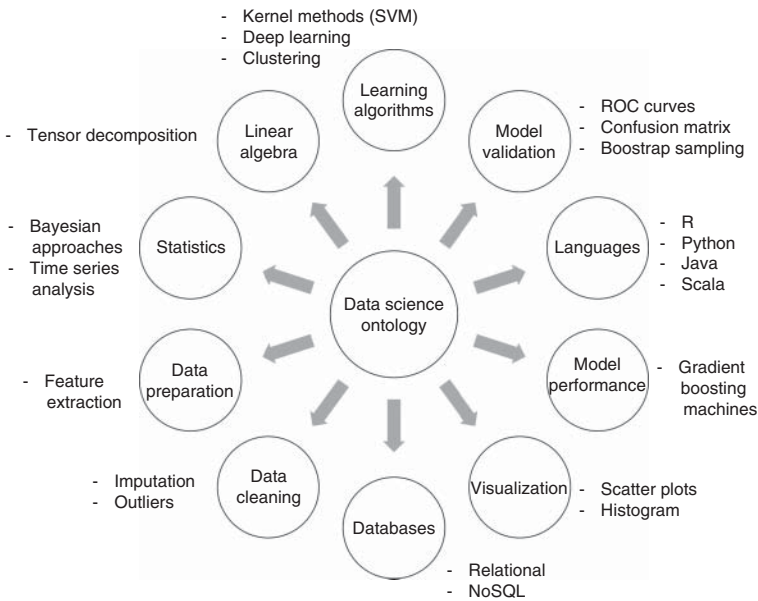 - Kernel methods (SVM)
- Deep learning
- Clustering
Learning
algorithms
Model
validation
- ROC curves
- Confusion matrix
- Boostrap sampling
Languages
- R
- Python
- Java
- Scala
Model
performance
- Gradient
boosting
machines
Visualization
- Scatter plots
- Histogram
Databases
- Relational
- NoSQL
Data
cleaning
- Imputation
- Outliers
Data
preparation
- Feature
extraction
Statistics
- Bayesian
approaches
- Time series
analysis
Linear
algebra
- Tensor decomposition
Data science
ontology